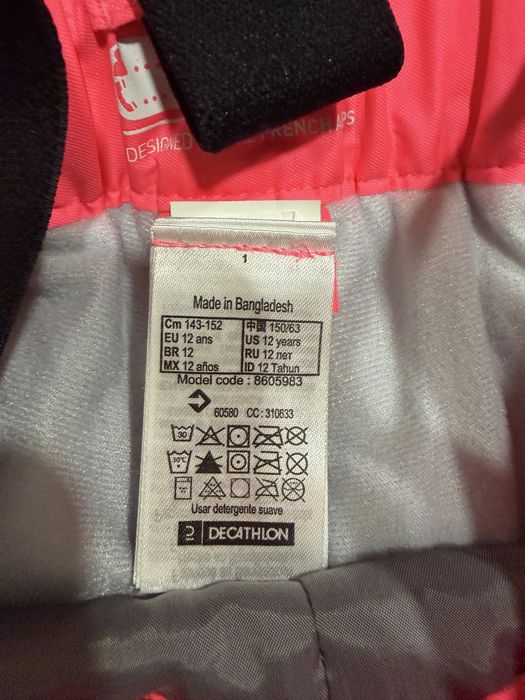 DESIGNED FRENCH
1
Made in Bangladesh
Cm 143-152 中国 150/63
EU 12 ans US 12 years
BR 12 RU 12 лет
MX 12 años ID 12 Tahun
Model code : 8605983
60580 CC : 310633
30
30°C
Usar detergente suave
DECATHLON